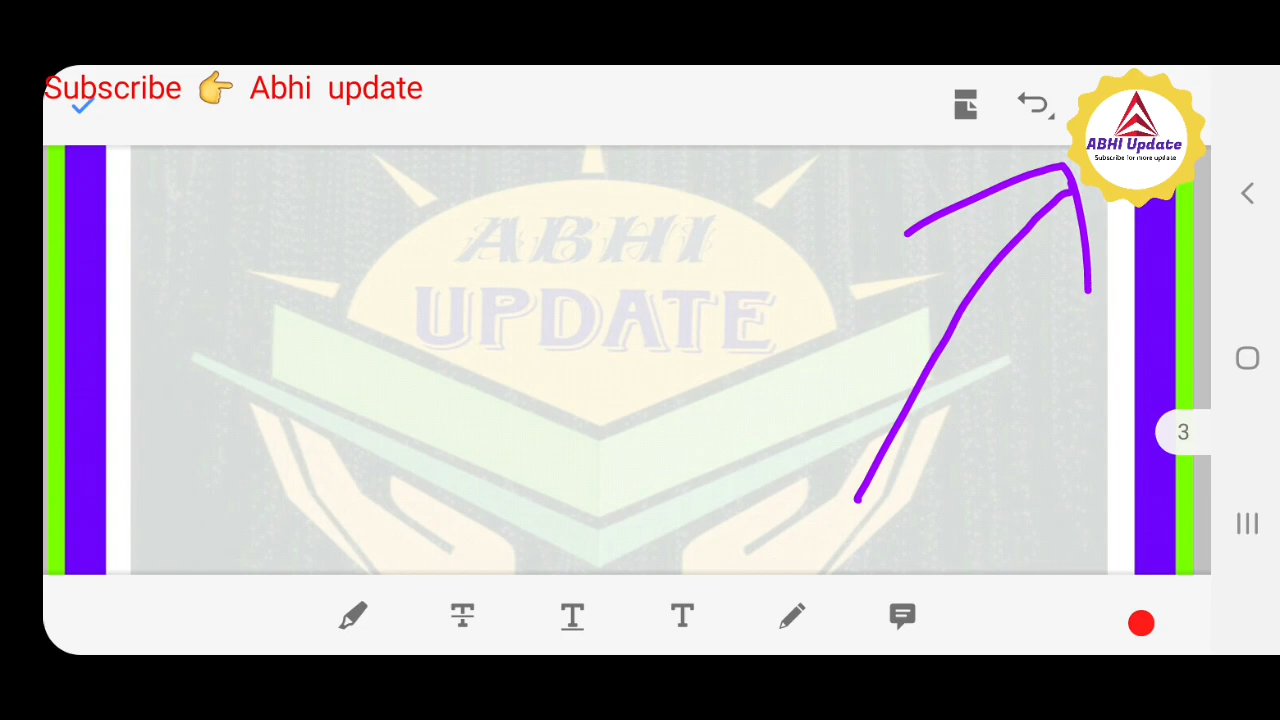 Subscribe 👉 Abhi update
ABHI Update
Subscribe for more update
ABHI
UPDATE
3